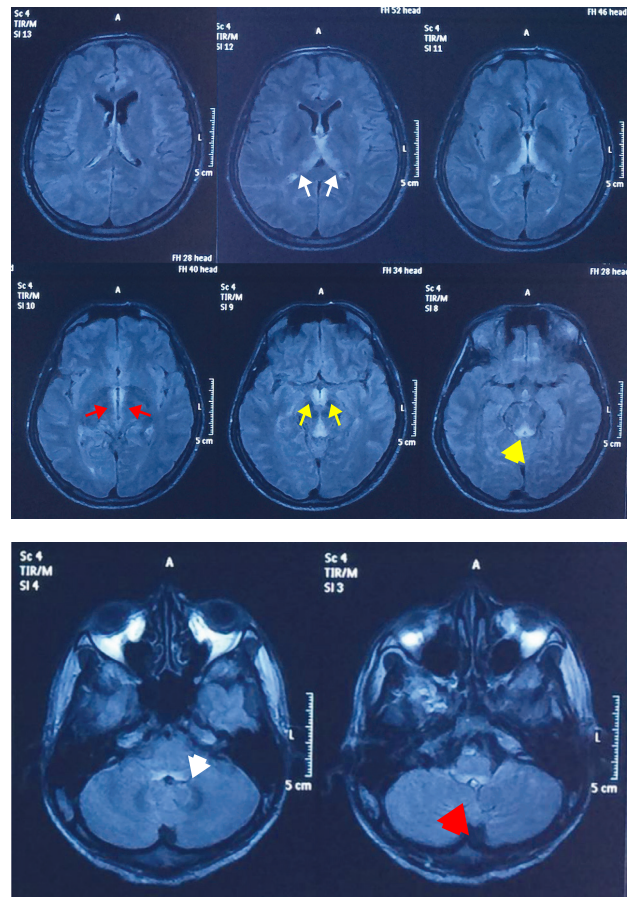 Sc 4
TIR/M
Sl 13
A
L
5 cm
FH 52 head
Sc 4
TIR/M
Sl 12
A
L
5 cm
FH 46 head
Sc 4
TIR/M
Sl 11
A
L
5 cm
FH 28 head
FH 40 head
Sc 4
TIR/M
Sl 10
A
L
5 cm
FH 34 head
Sc 4
TIR/M
Sl 9
A
L
5 cm
FH 28 head
Sc 4
TIR/M
Sl 8
A
L
5 cm
Sc 4
TIR/M
Sl 4
A
L
5 cm
Sc 4
TIR/M
Sl 3
A
L
5 cm